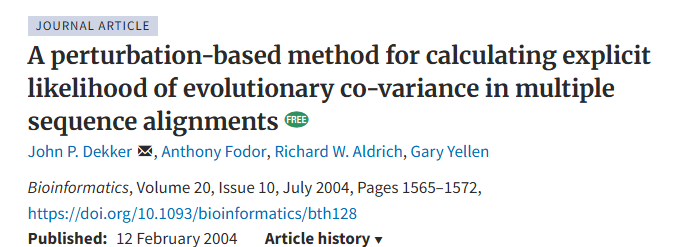 JOURNAL ARTICLE
A perturbation-based method for calculating explicit
likelihood of evolutionary co-variance in multiple
sequence alignments FREE
John P. Dekker, Anthony Fodor, Richard W. Aldrich, Gary Yellen
Bioinformatics, Volume 20, Issue 10, July 2004, Pages 1565–1572,
https://doi.org/10.1093/bioinformatics/bth128
Published: 12 February 2004 Article history